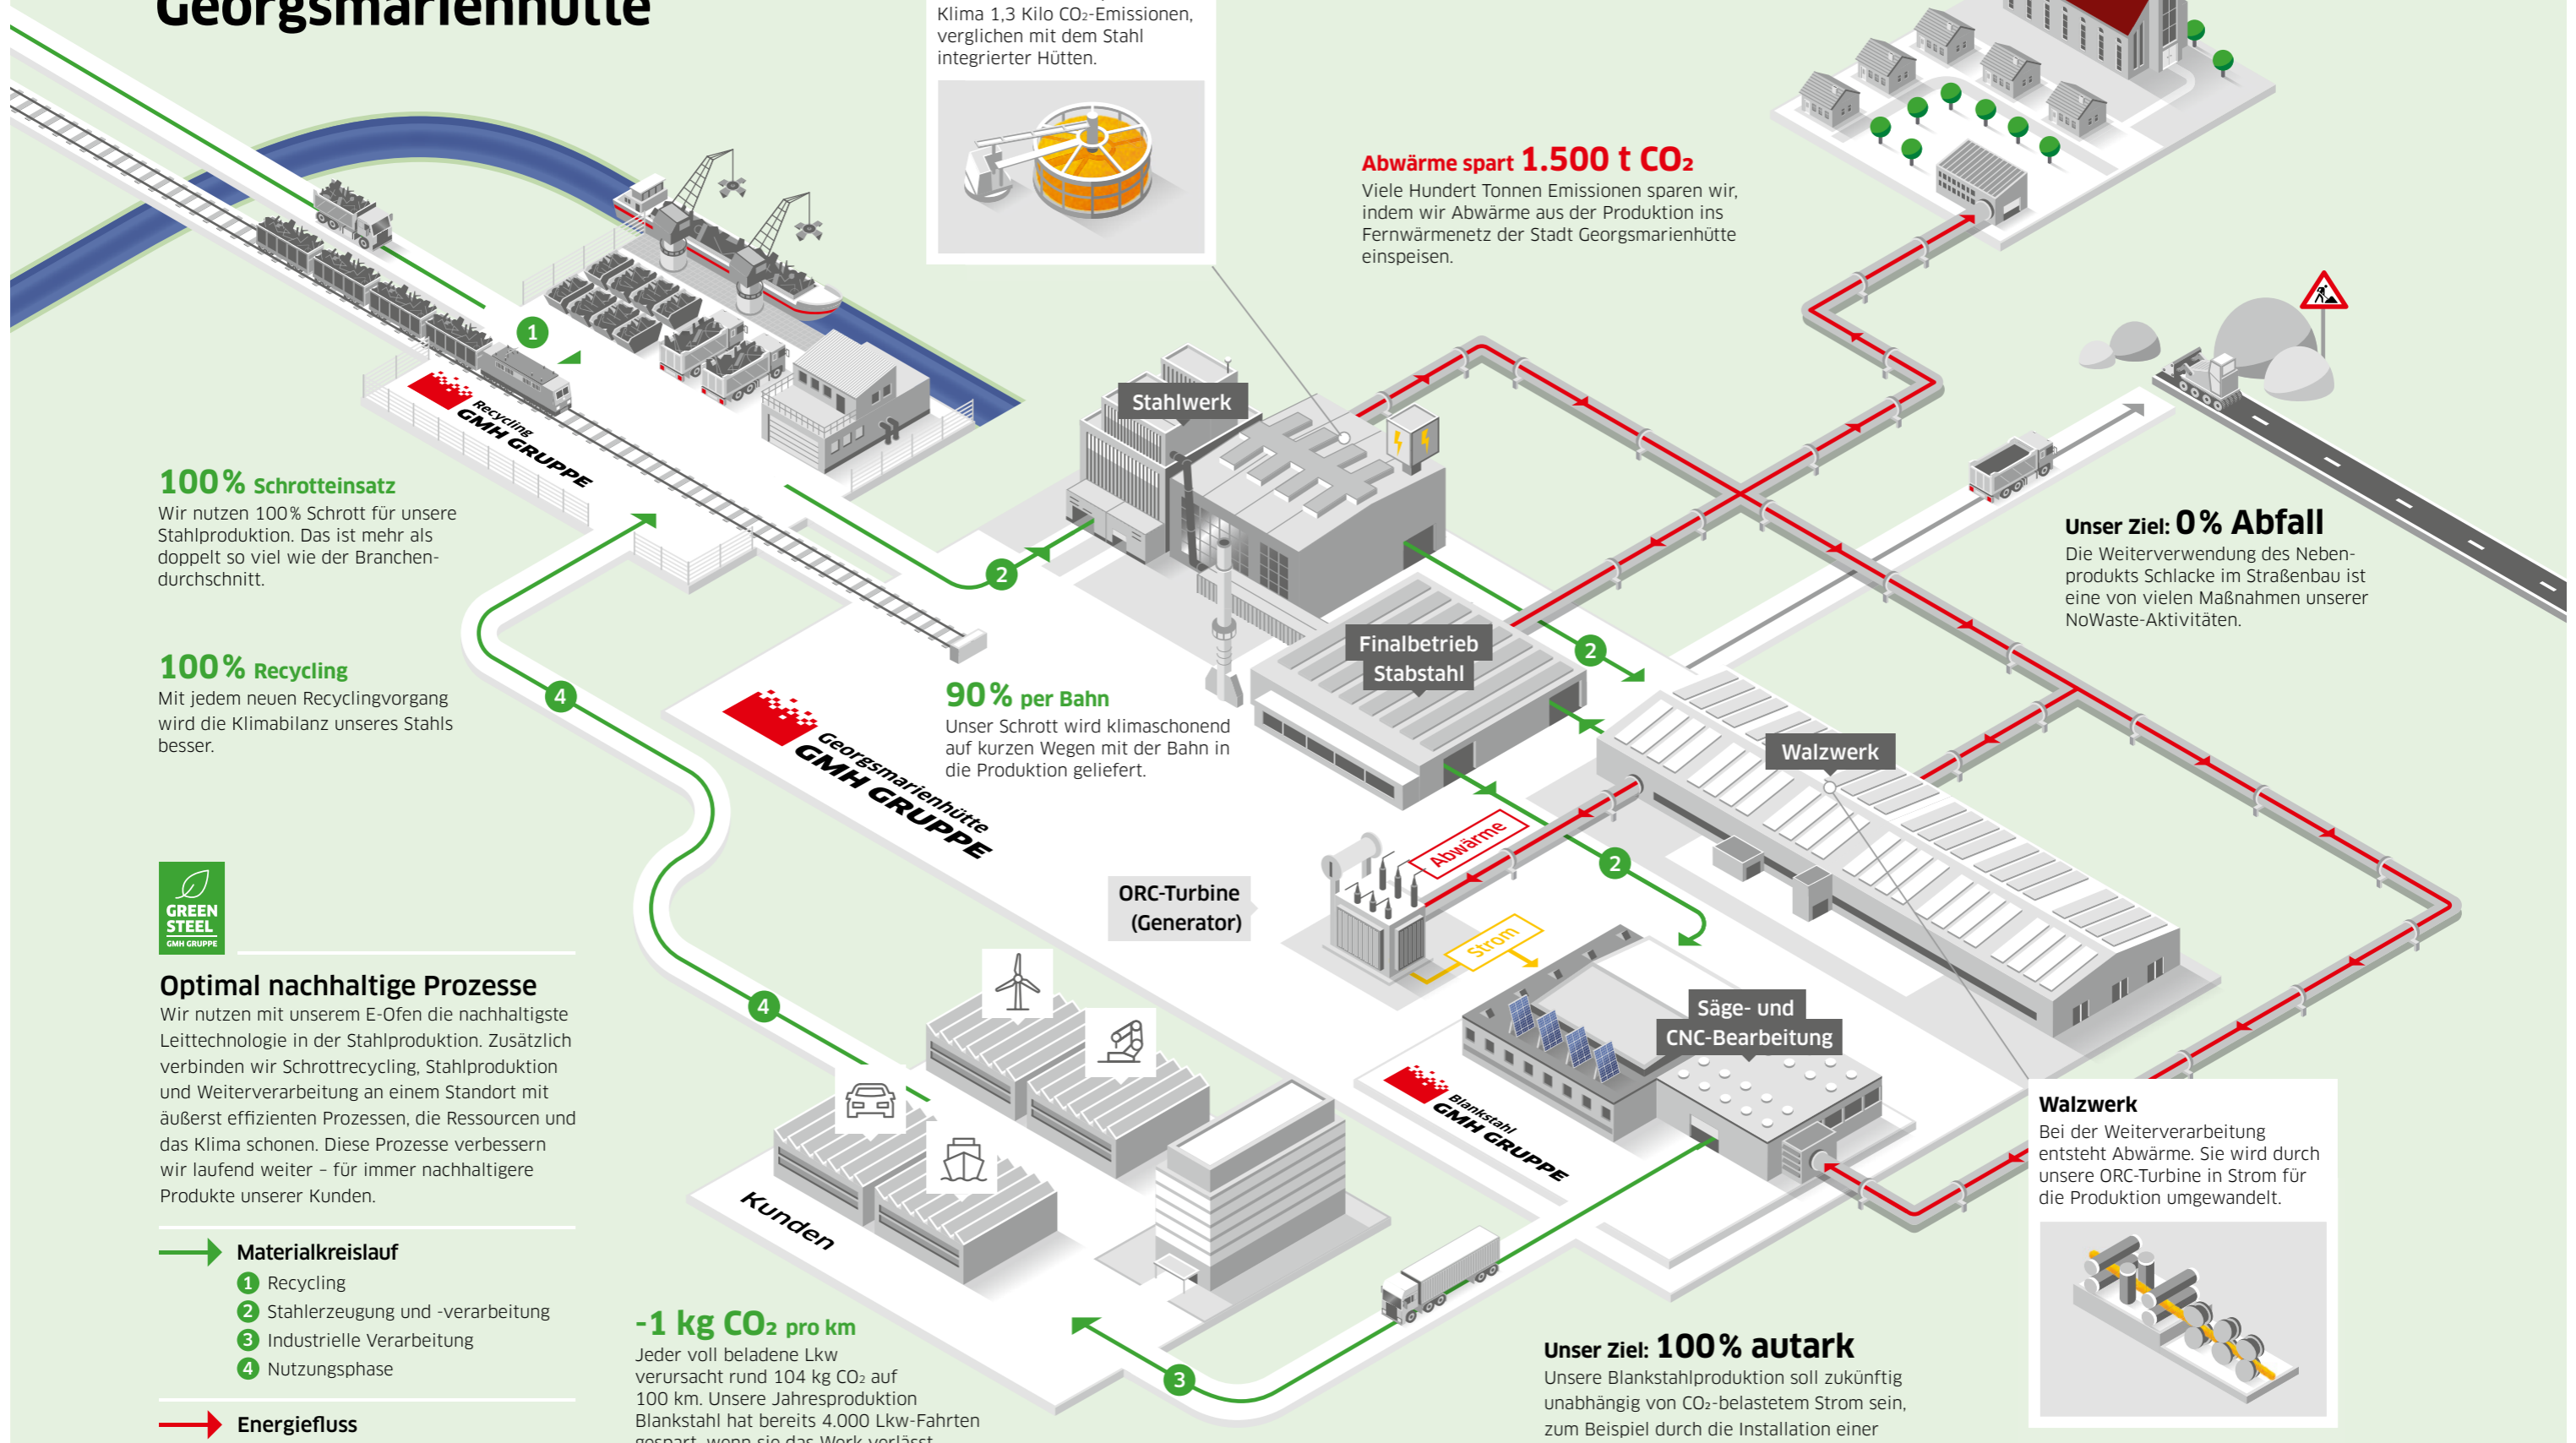 Georgsmarienhütte
Klima 1,3 Kilo CO₂-Emissionen,
verglichen mit dem Stahl
integrierter Hütten.
Abwärme spart 1.500 t CO₂
Viele Hundert Tonnen Emissionen sparen wir,
indem wir Abwärme aus der Produktion ins
Fernwärmenetz der Stadt Georgsmarienhütte
einspeisen.
1
Recycling
GMH GRUPPE
Stahlwerk
100% Schrotteinsatz
Wir nutzen 100% Schrott für unsere
Stahlproduktion. Das ist mehr als
doppelt so viel wie der Branchen-
durchschnitt.
2
Unser Ziel: 0% Abfall
Die Weiterverwendung des Neben-
produkts Schlacke im Straßenbau ist
eine von vielen Maßnahmen unserer
NoWaste-Aktivitäten.
Finalbetrieb
Stabstahl
2
100% Recycling
Mit jedem neuen Recyclingvorgang
wird die Klimabilanz unseres Stahls
besser.
4
90% per Bahn
Unser Schrott wird klimaschonend
auf kurzen Wegen mit der Bahn in
die Produktion geliefert.
Georgsmarienhütte
GMH GRUPPE
Walzwerk
Abwärme
2
ORC-Turbine
(Generator)
Strom
GREEN
STEEL
GMH GRUPPE
Optimal nachhaltige Prozesse
Wir nutzen mit unserem E-Ofen die nachhaltigste
Leittechnologie in der Stahlproduktion. Zusätzlich
verbinden wir Schrottrecycling, Stahlproduktion
und Weiterverarbeitung an einem Standort mit
äußerst effizienten Prozessen, die Ressourcen und
das Klima schonen. Diese Prozesse verbessern
wir laufend weiter – für immer nachhaltigere
Produkte unserer Kunden.
4
Säge- und
CNC-Bearbeitung
Blankstahl
GMH GRUPPE
Kunden
Walzwerk
Bei der Weiterverarbeitung
entsteht Abwärme. Sie wird durch
unsere ORC-Turbine in Strom für
die Produktion umgewandelt.
Materialkreislauf
1 Recycling
2 Stahlerzeugung und -verarbeitung
3 Industrielle Verarbeitung
4 Nutzungsphase
Energiefluss
-1 kg CO₂ pro km
Jeder voll beladene Lkw
verursacht rund 104 kg CO₂ auf
100 km. Unsere Jahresproduktion
Blankstahl hat bereits 4.000 Lkw-Fahrten
gespart, wenn sie das Werk verlässt
3
Unser Ziel: 100% autark
Unsere Blankstahlproduktion soll zukünftig
unabhängig von CO₂-belastetem Strom sein,
zum Beispiel durch die Installation einer